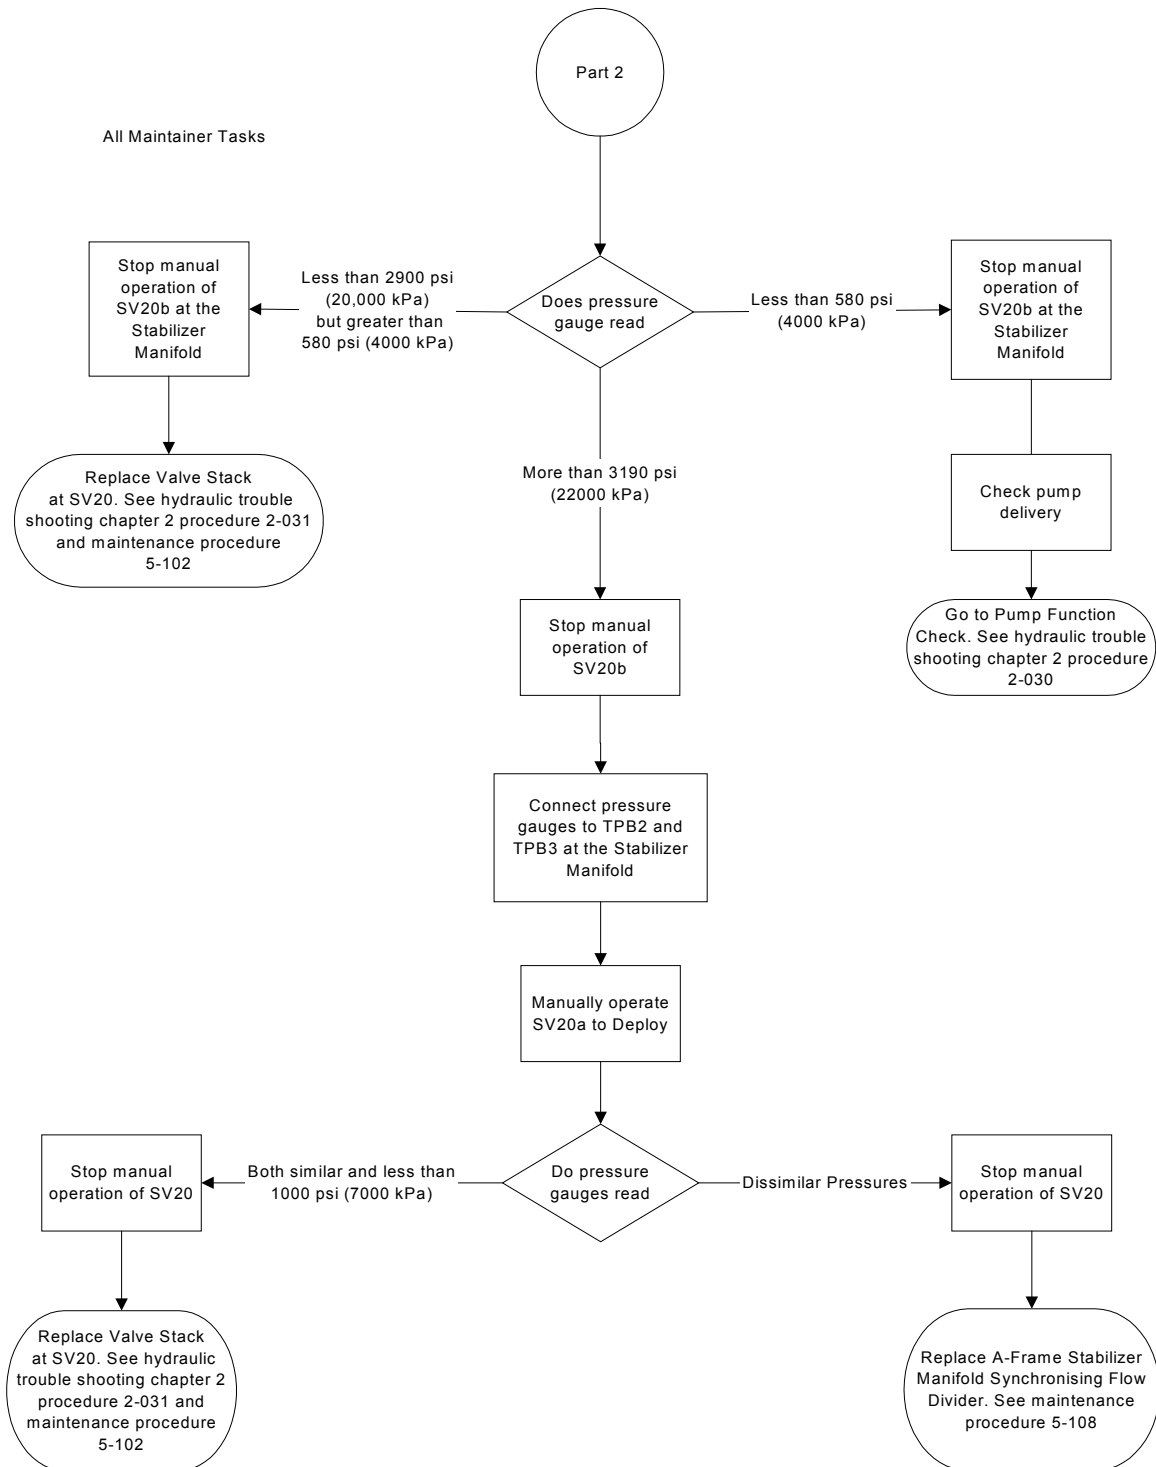 Part 2
All Maintainer Tasks
Stop manual
operation of
SV20b at the
Stabilizer
Manifold
Less than 2900 psi
(20,000 kPa)
but greater than
580 psi (4000 kPa)
Does pressure
gauge read
Less than 580 psi
(4000 kPa)
Stop manual
operation of
SV20b at the
Stabilizer
Manifold
Replace Valve Stack
at SV20. See hydraulic trouble
shooting chapter 2 procedure 2-031
and maintenance procedure
5-102
More than 3190 psi
(22000 kPa)
Check pump
delivery
Go to Pump Function
Check. See hydraulic trouble
shooting chapter 2 procedure
2-030
Stop manual
operation of
SV20b
Connect pressure
gauges to TPB2 and
TPB3 at the Stabilizer
Manifold
Manually operate
SV20a to Deploy
Stop manual
operation of SV20
Both similar and less than
1000 psi (7000 kPa)
Do pressure
gauges read
Dissimilar Pressures
Stop manual
operation of SV20
Replace Valve Stack
at SV20. See hydraulic
trouble shooting chapter 2
procedure 2-031 and
maintenance procedure
5-102
Replace A-Frame Stabilizer
Manifold Synchronising Flow
Divider. See maintenance
procedure 5-108